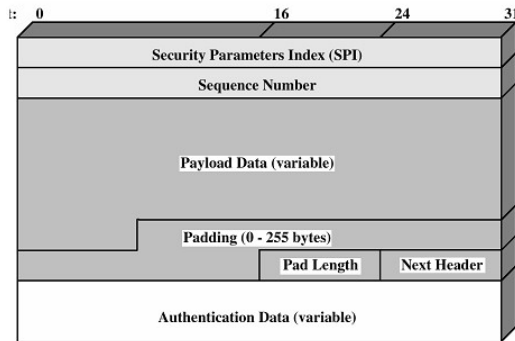 t: 0 16 24 31
Security Parameters Index (SPI)
Sequence Number
Payload Data (variable)
Padding (0 - 255 bytes)
Pad Length Next Header
Authentication Data (variable)